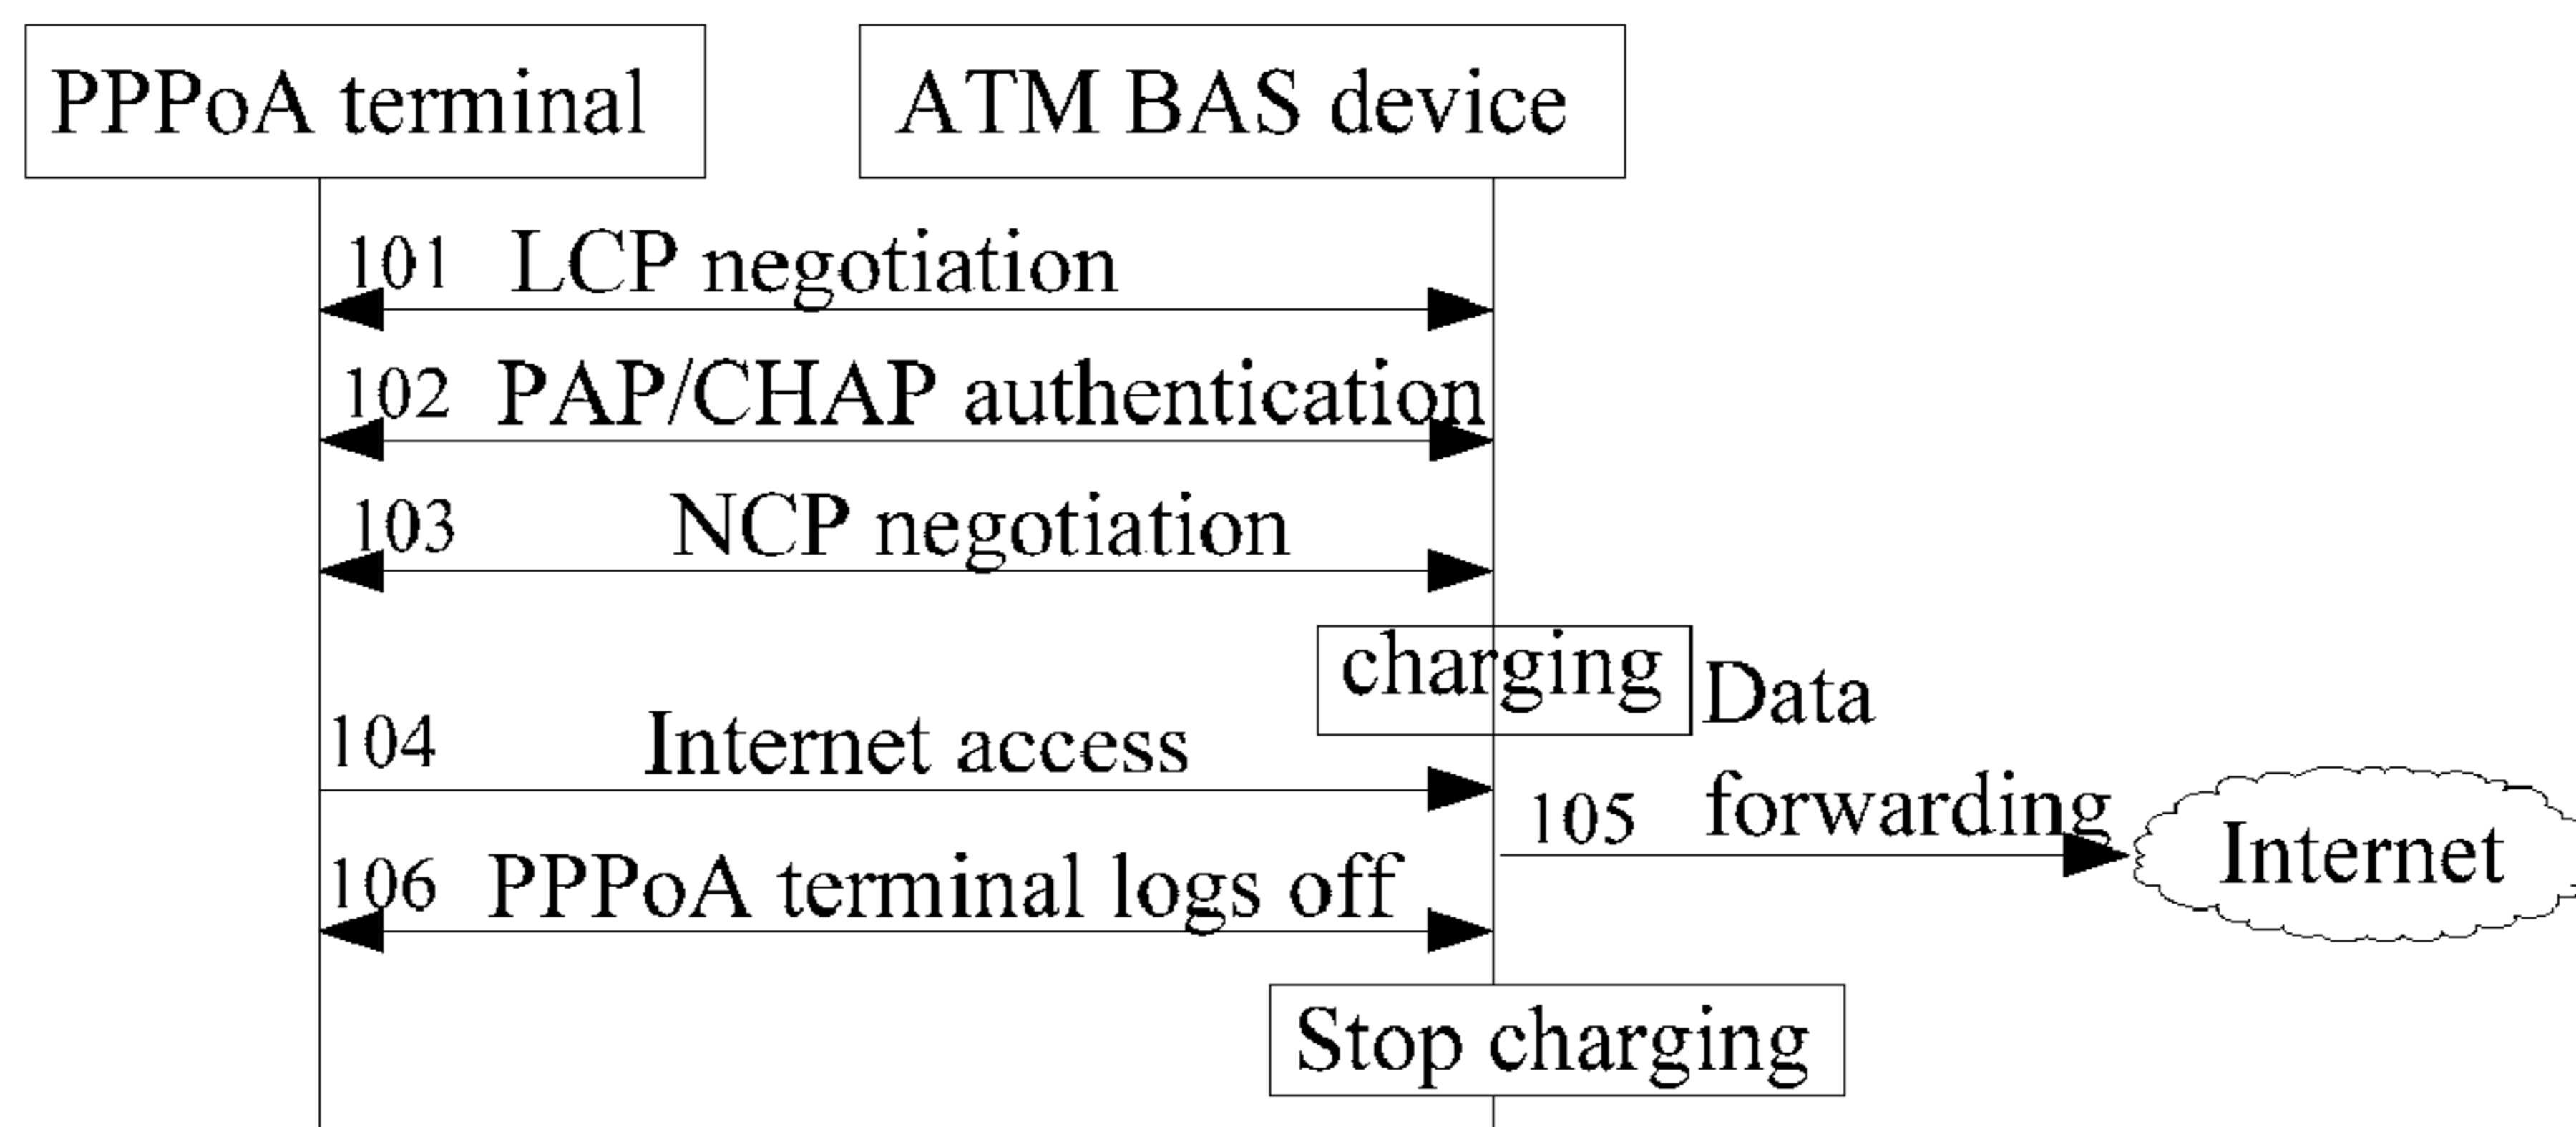 PPPoA terminal
ATM BAS device
101 LCP negotiation
102 PAP/CHAP authentication
103 NCP negotiation
charging
Data
104 Internet access
105 forwarding
Internet
106 PPPoA terminal logs off
Stop charging